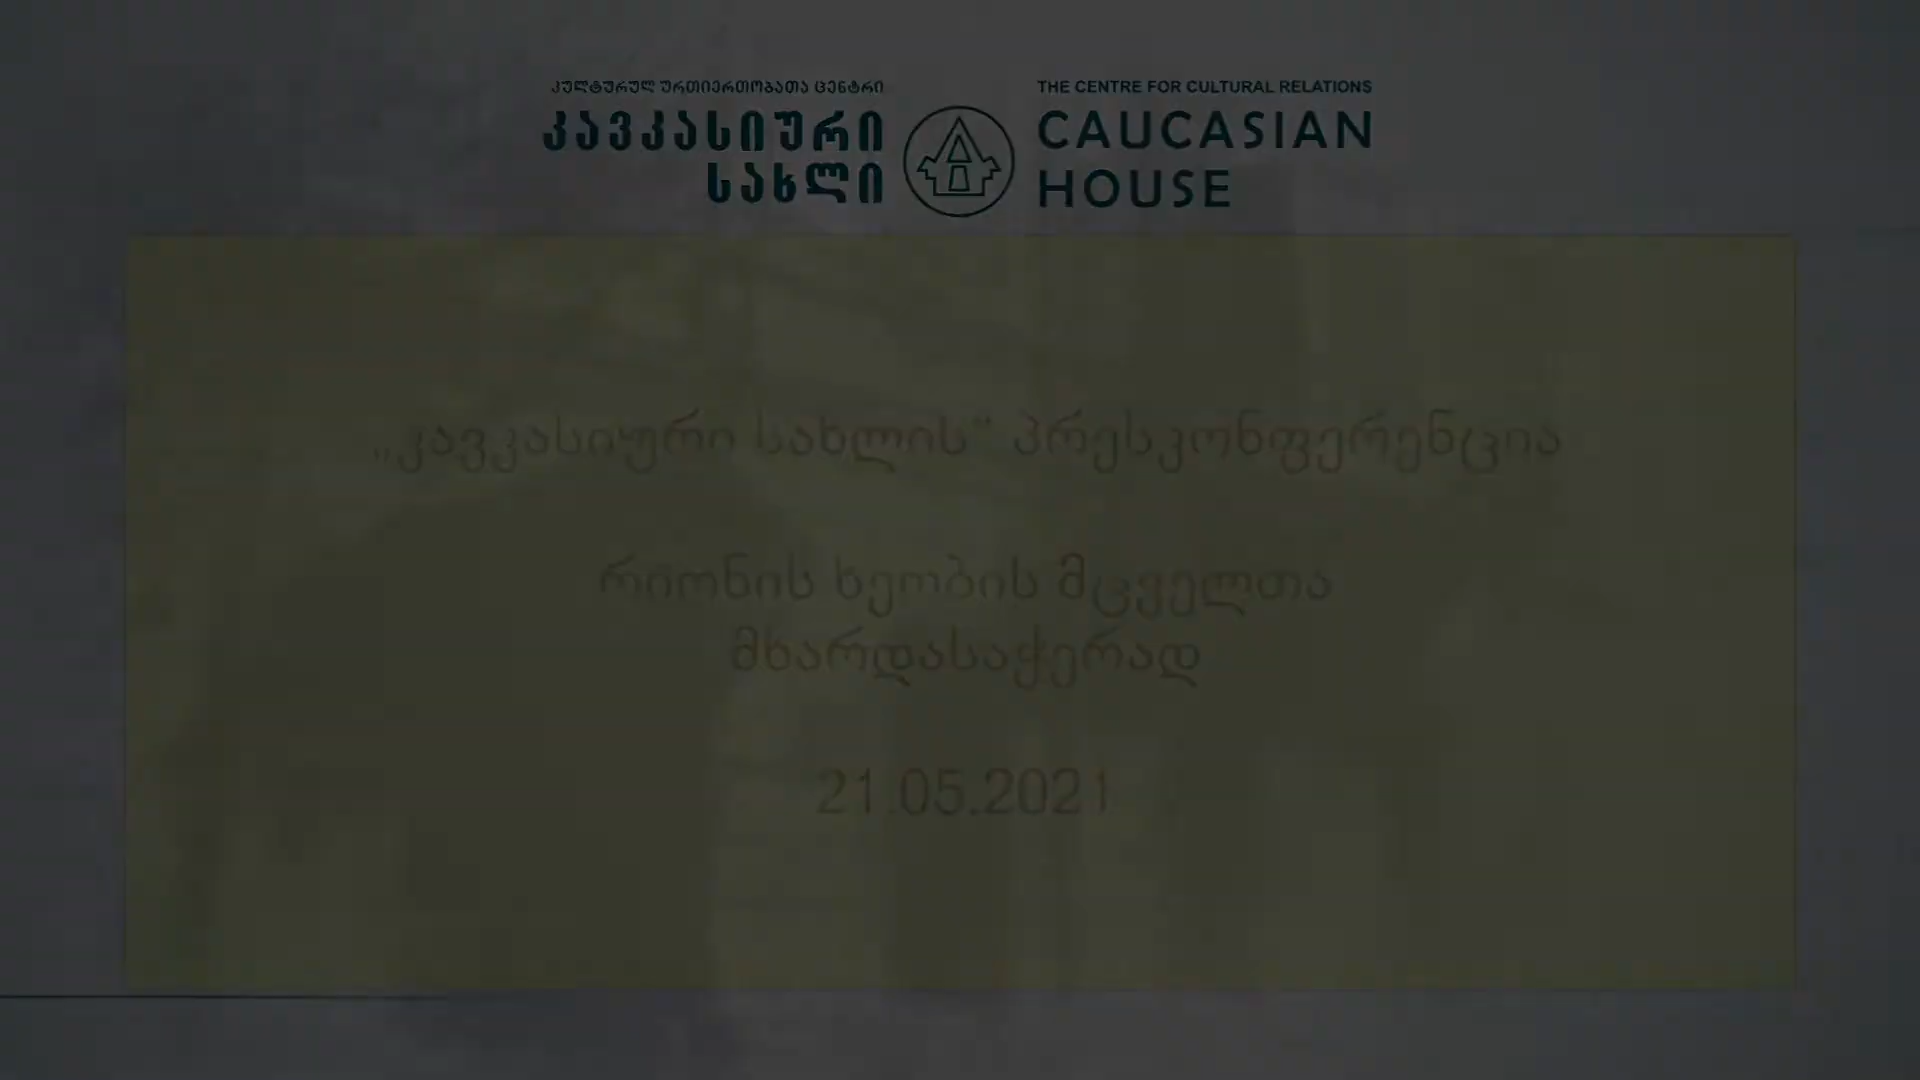 კულტურულ ურთიერთობათა ცენტრი
კავკასიური
სახლი
THE CENTRE FOR CULTURAL RELATIONS
CAUCASIAN
HOUSE
„კავკასიური სახლის“ პრესკონფერენცია
რიონის ხეობის მცველთა
მხარდასაჭერად
21.05.2021